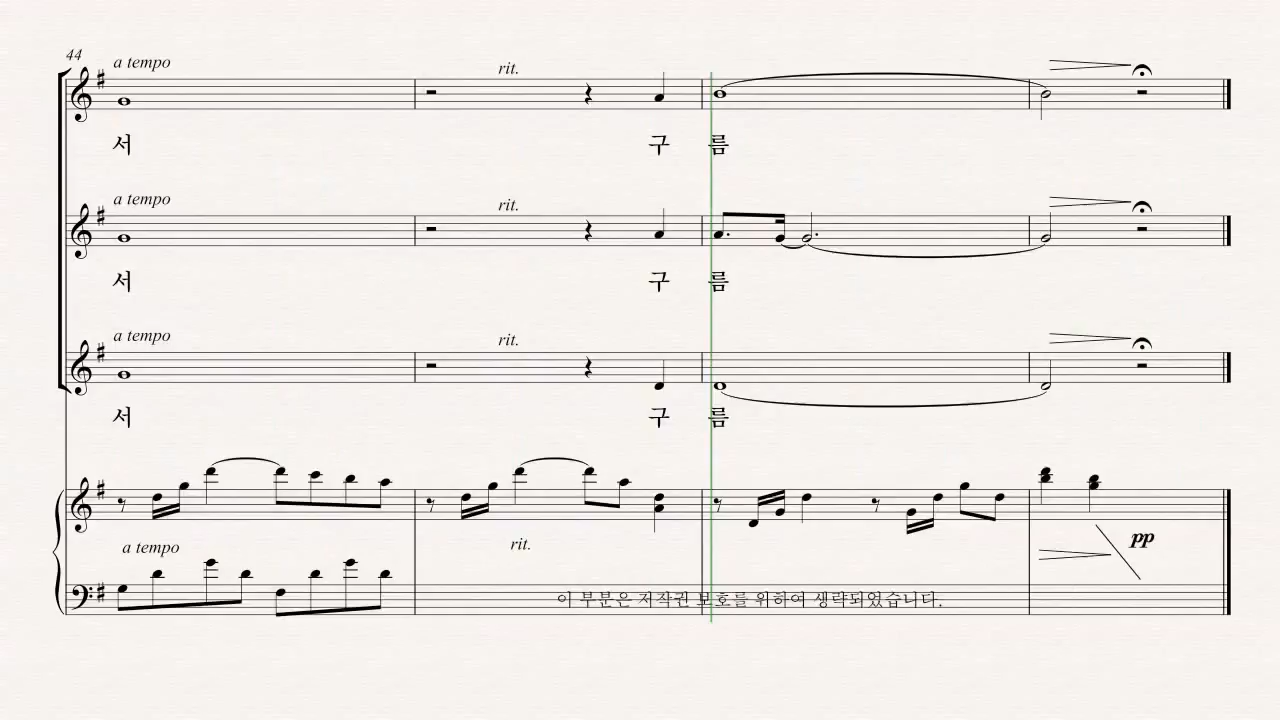 44
a tempo
rit.
서 구 름
a tempo
rit.
서 구 름
a tempo
rit.
서 구 름
a tempo
rit.
pp
이 부분은 저작권 보호를 위하여 생략되었습니다.